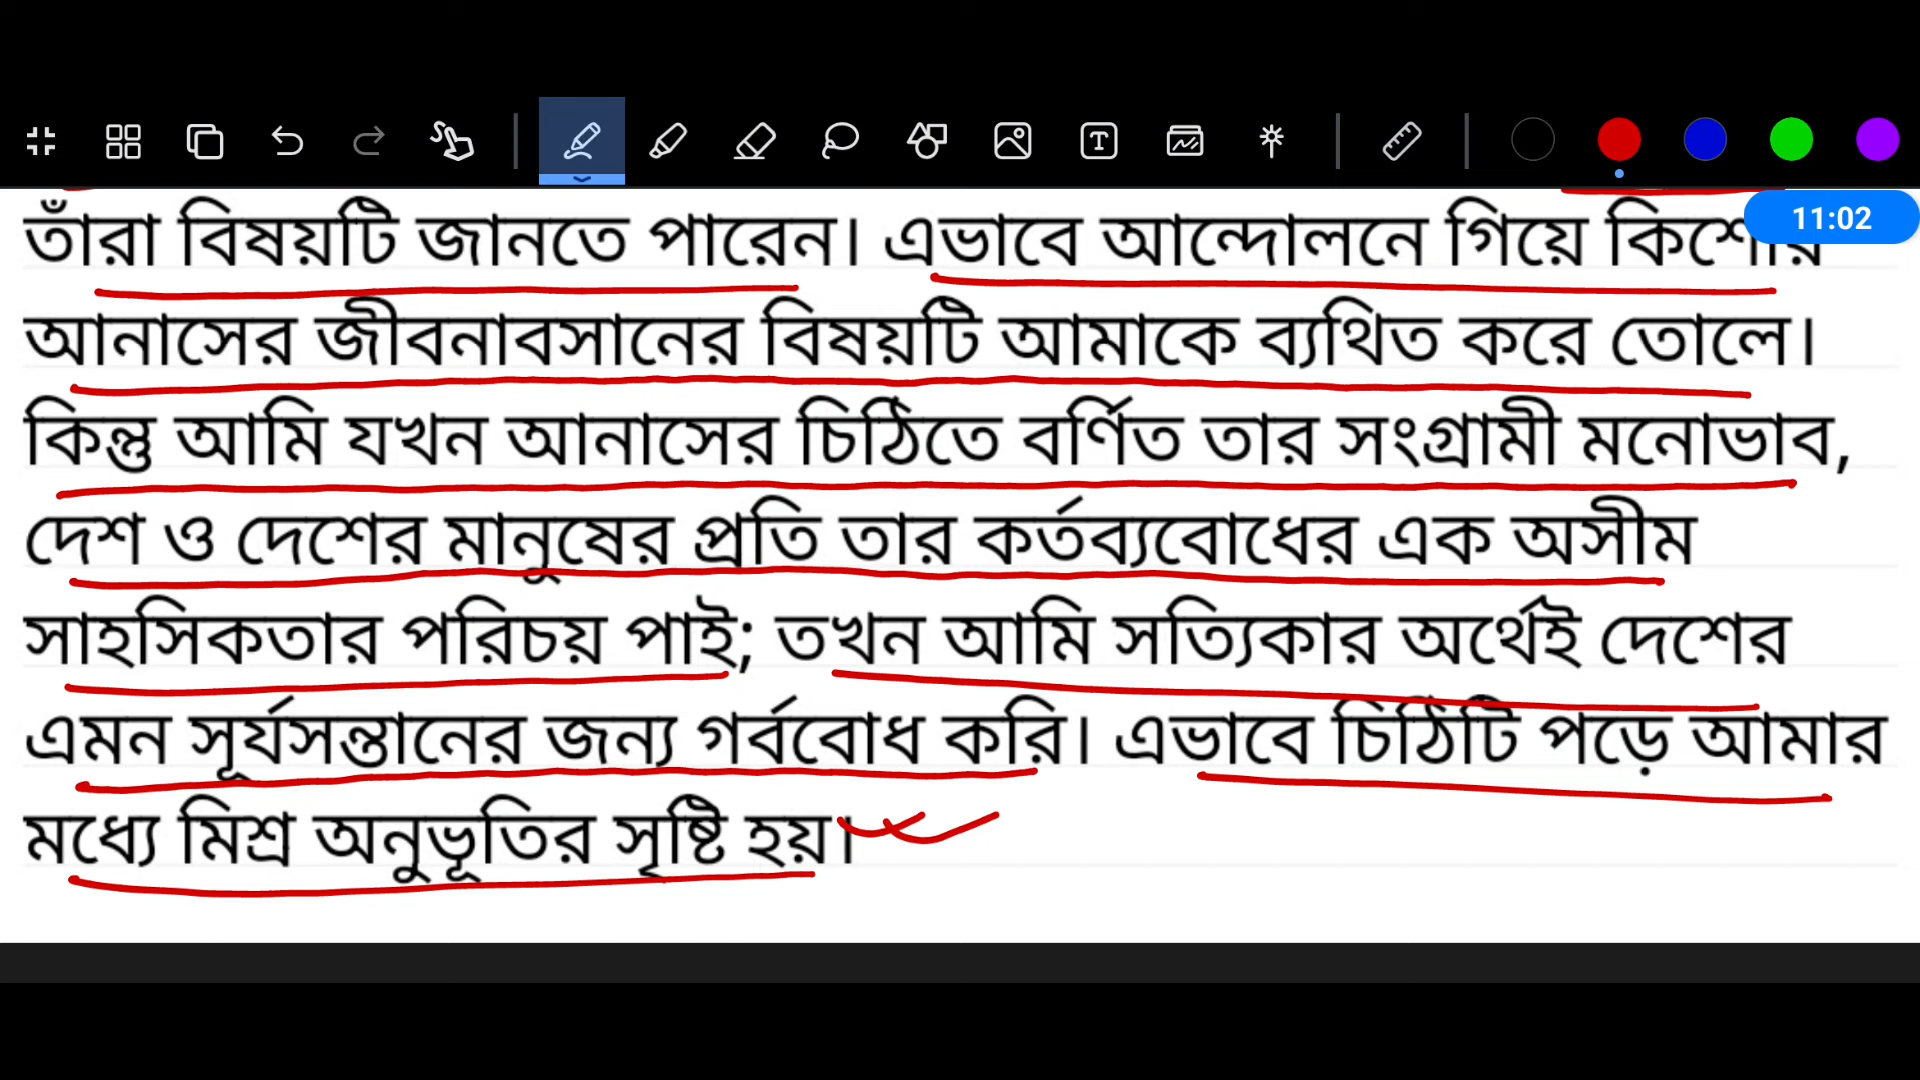 11:02
তাঁরা বিষয়টি জানতে পারেন। এভাবে আন্দোলনে গিয়ে কিশোর
আনাসের জীবনাবসানের বিষয়টি আমাকে ব্যথিত করে তোলে।
কিন্তু আমি যখন আনাসের চিঠিতে বর্ণিত তার সংগ্রামী মনোভাব,
দেশ ও দেশের মানুষের প্রতি তার কর্তব্যবোধের এক অসীম
সাহসিকতার পরিচয় পাই; তখন আমি সত্যিকার অর্থেই দেশের
এমন সূর্যসন্তানের জন্য গর্ববোধ করি। এভাবে চিঠিটি পড়ে আমার
মধ্যে মিশ্র অনুভূতির সৃষ্টি হয়।